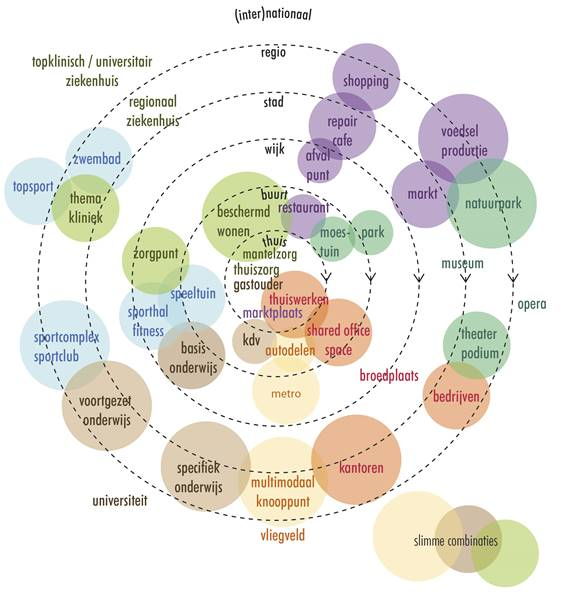 (inter)nationaal
regio
topklinisch / universitair
ziekenhuis
shopping
regionaal
ziekenhuis
stad
repair
cafe
voedsel
productie
wijk
afval
punt
zwembad
topsport
thema
kliniek
buurt
markt
natuurpark
beschermd
wonen
restaurant
moes-
tuin
park
thuis
mantelzorg
thuiszorg
gastouder
zorgpunt
museum
speeltuin
thuiswerken
marktplaats
opera
sporthal
fitness
shared office
space
sportcomplex
sportclub
kdv
autodelen
basis
onderwijs
theater
podium
broedplaats
metro
bedrijven
voortgezet
onderwijs
specifiek
onderwijs
kantoren
multimodaal
knooppunt
universiteit
vliegveld
slimme combinaties